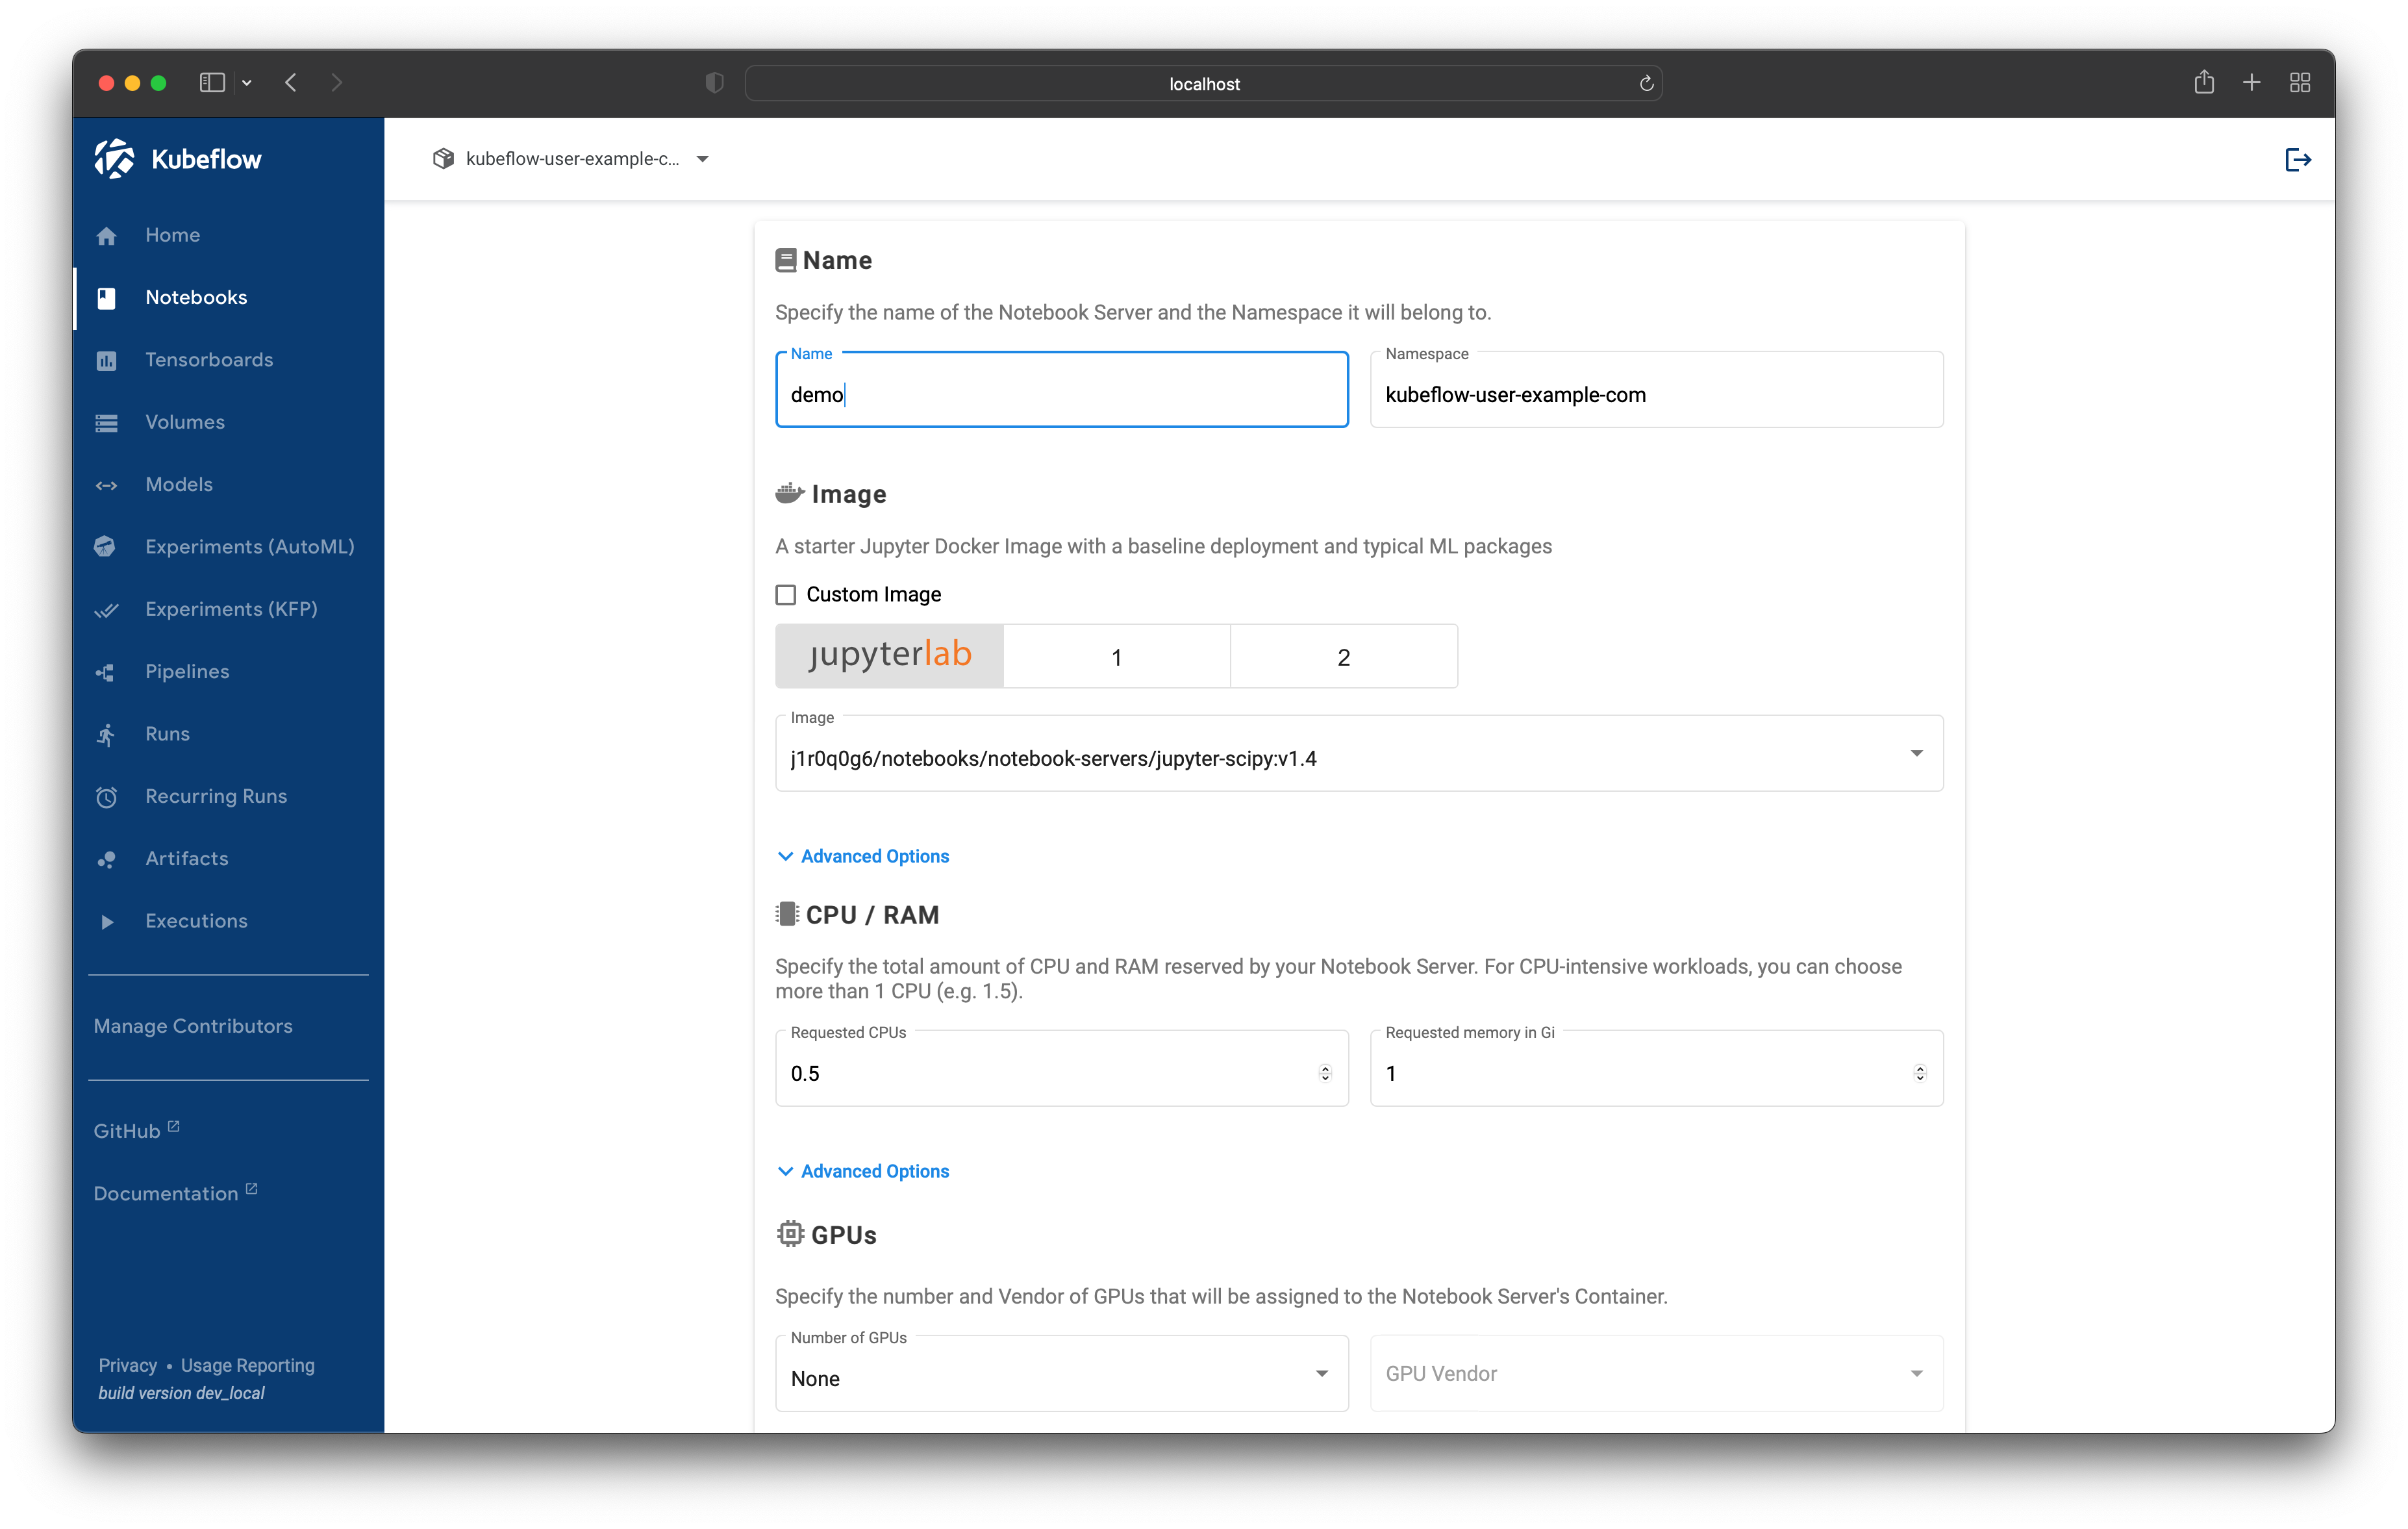 localhost
Kubeflow
kubeflow-user-example-c...
Home
Notebooks
Tensorboards
Volumes
Models
Experiments (AutoML)
Experiments (KFP)
Pipelines
Runs
Recurring Runs
Artifacts
Executions
Manage Contributors
GitHub
Documentation
Privacy • Usage Reporting
build version dev_local
Name
Specify the name of the Notebook Server and the Namespace it will belong to.
Name
demo
Namespace
kubeflow-user-example-com
Image
A starter Jupyter Docker Image with a baseline deployment and typical ML packages
Custom Image
jupyterlab
1
2
Image
j1r0q0g6/notebooks/notebook-servers/jupyter-scipy:v1.4
Advanced Options
CPU / RAM
Specify the total amount of CPU and RAM reserved by your Notebook Server. For CPU-intensive workloads, you can choose
more than 1 CPU (e.g. 1.5).
Requested CPUs
0.5
Requested memory in Gi
1
Advanced Options
GPUs
Specify the number and Vendor of GPUs that will be assigned to the Notebook Server's Container.
Number of GPUs
None
GPU Vendor